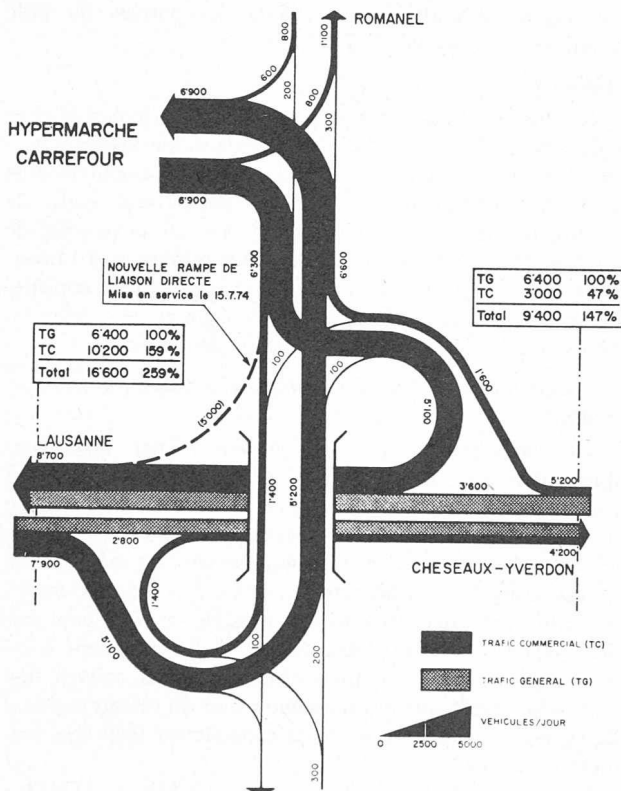 800
1'100
ROMANEL
600
200
800
300
6'900
HYPERMARCHE
CARREFOUR
6'900
6'300
6'600
NOUVELLE RAMPE DE
LIAISON DIRECTE
Mise en service le 15.7.74
TG 6'400 100%
TC 3'000 47%
Total 9'400 147%
TG 6'400 100%
TC 10'200 159%
Total 16'600 259%
100
100
1'600
(5'000)
5'100
LAUSANNE
8'700
1'400
5'200
3'600
5'200
2'800
7'900
4'200
CHESEAUX-YVERDON
1'400
5'100
100
200
TRAFIC COMMERCIAL (TC)
TRAFIC GENERAL (TG)
VEHICULES/JOUR
0 2500 5000
300